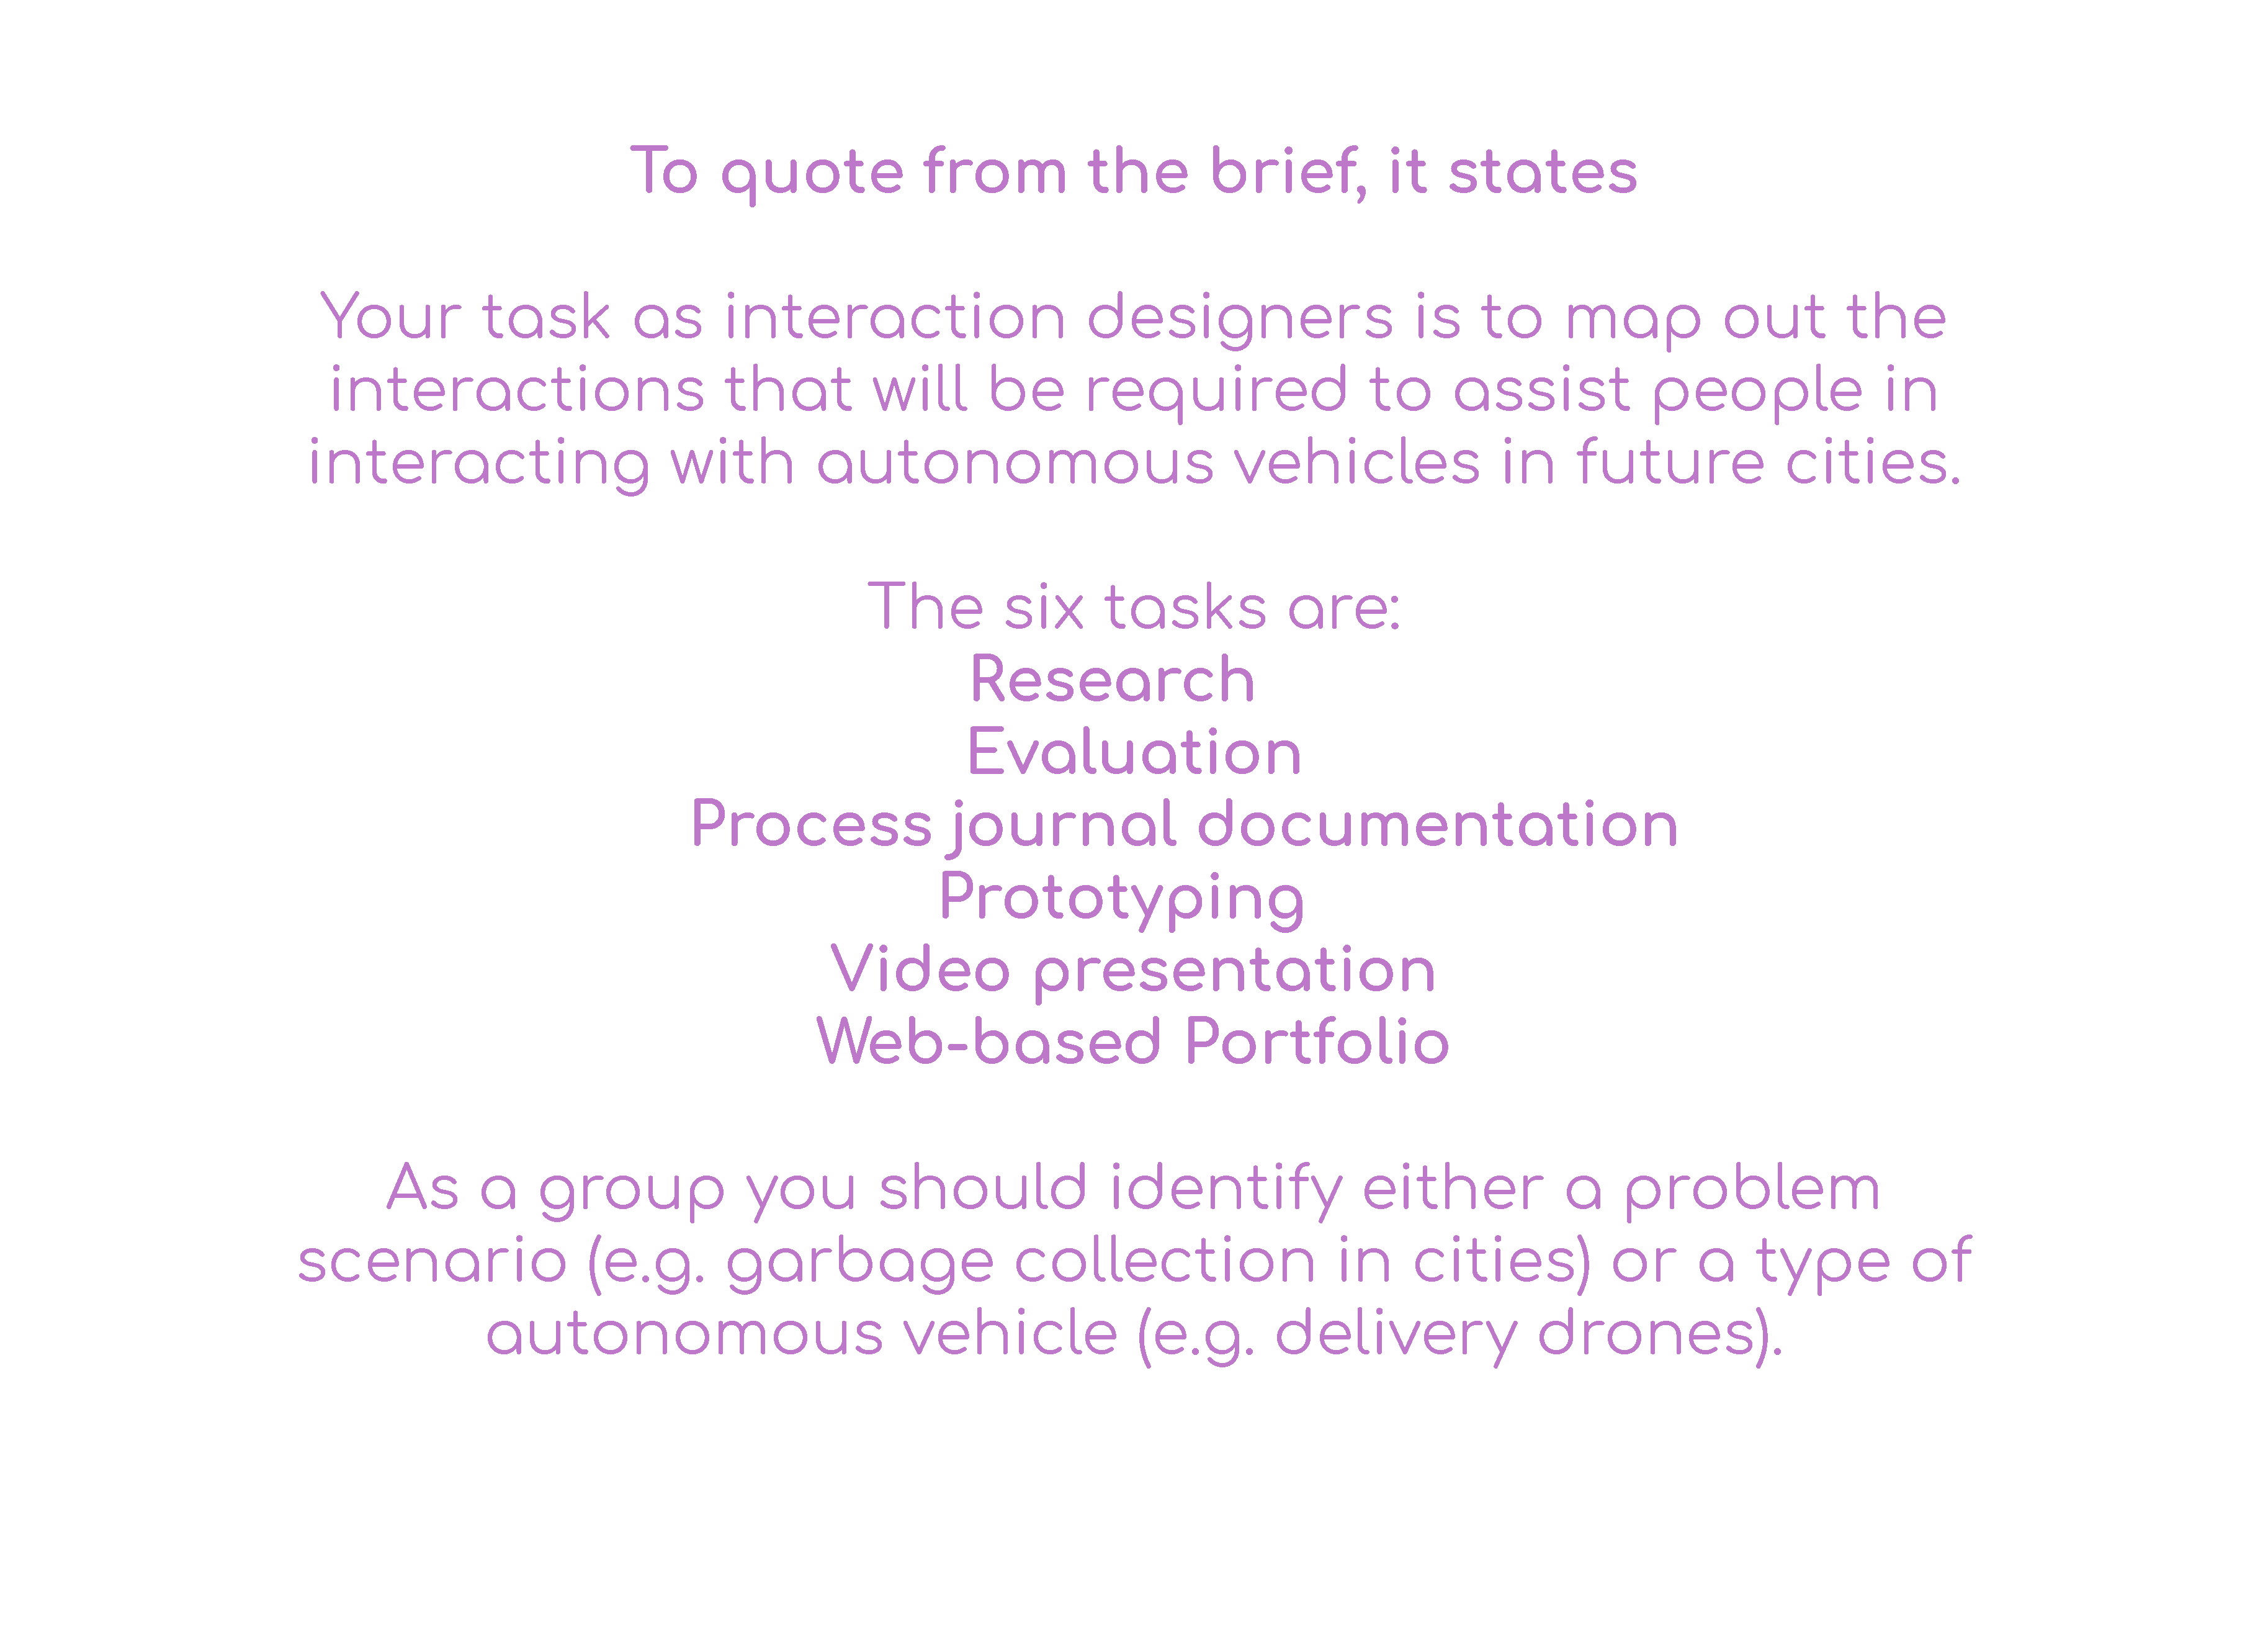 To quote from the brief, it states
Your task as interaction designers is to map out the
interactions that will be required to assist people in
interacting with autonomous vehicles in future cities.
The six tasks are:
Research
Evaluation
Process journal documentation
Prototyping
Video presentation
Web-based Portfolio
As a group you should identify either a problem
scenario (e.g. garbage collection in cities) or a type of
autonomous vehicle (e.g. delivery drones).